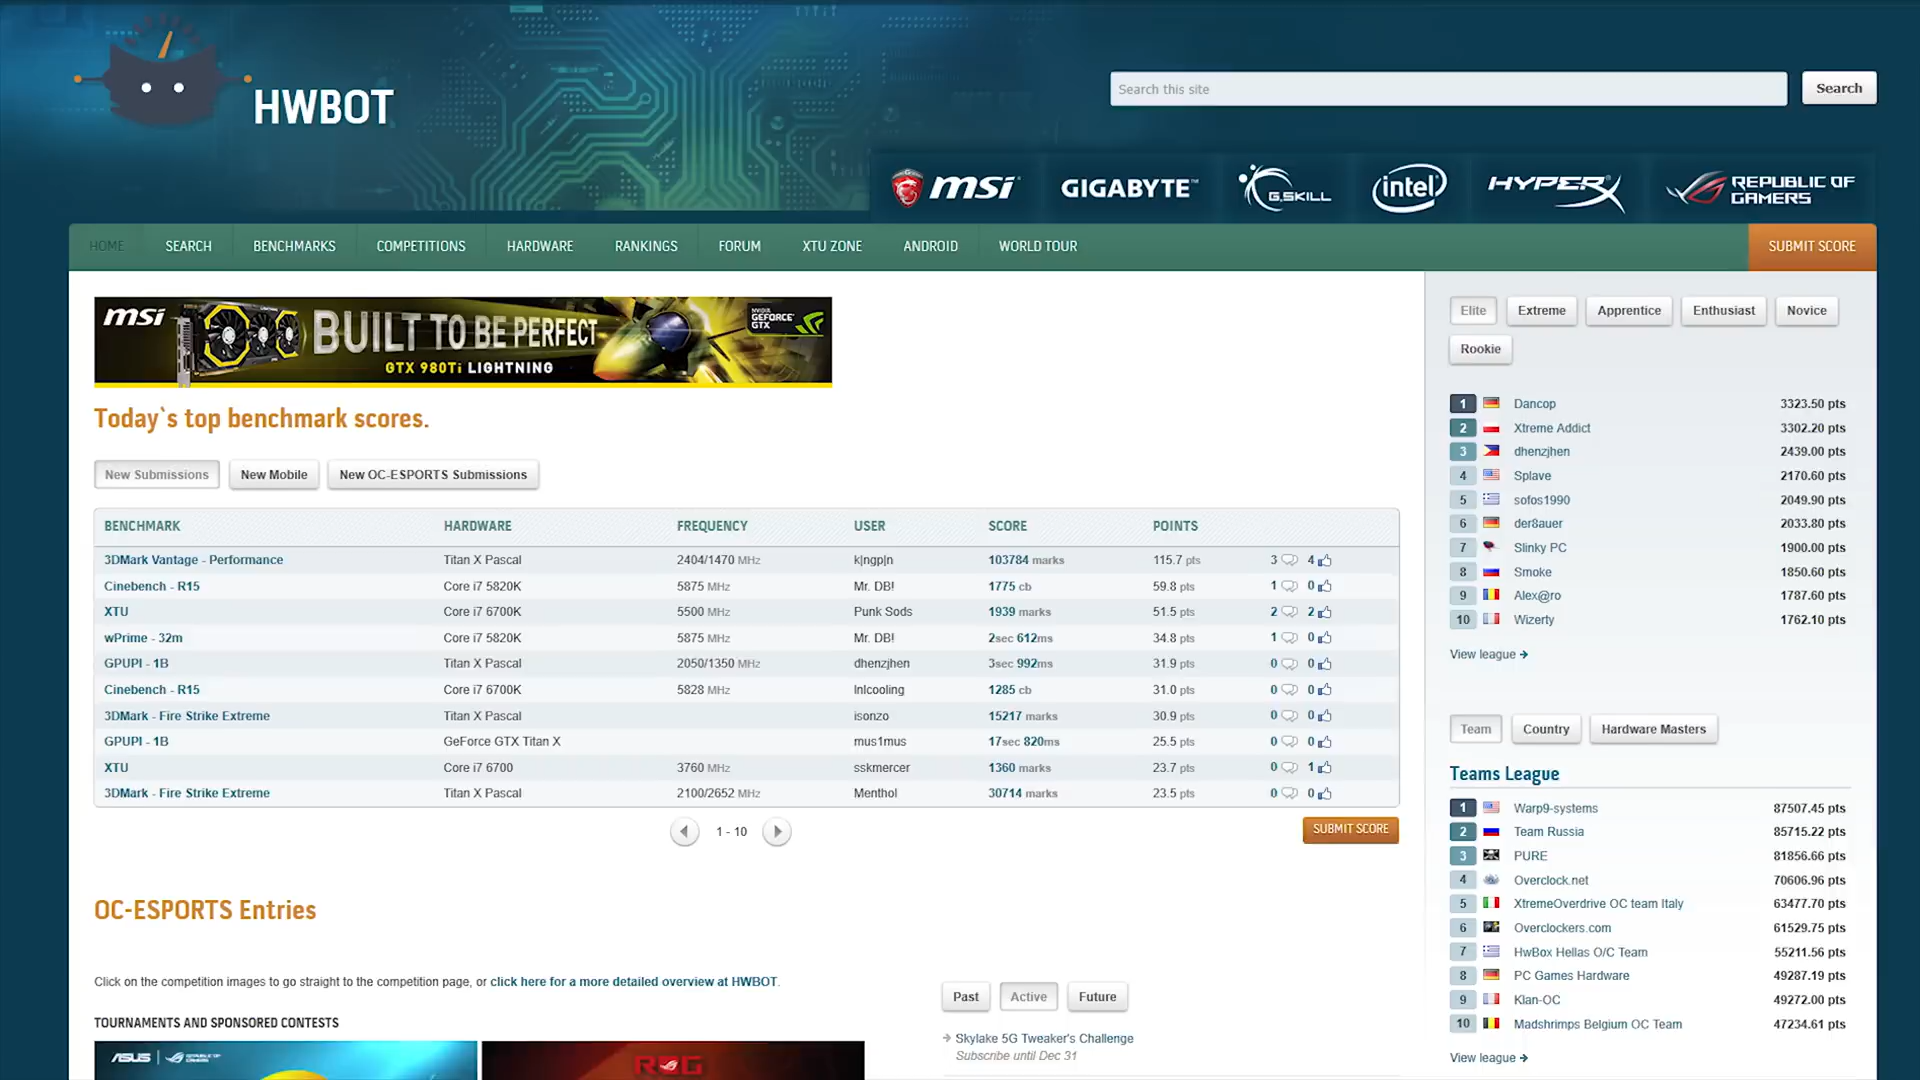 HWBOT
Search this site
Search
msi
GIGABYTE™
G.SKILL
intel
HYPERX
REPUBLIC OF
GAMERS
HOME SEARCH BENCHMARKS COMPETITIONS HARDWARE RANKINGS FORUM XTU ZONE ANDROID WORLD TOUR SUBMIT SCORE
msi BUILT TO BE PERFECT
GTX 980Ti LIGHTNING
NVIDIA
GEFORCE
GTX
Today`s top benchmark scores.
New Submissions New Mobile New OC-ESPORTS Submissions
BENCHMARK HARDWARE FREQUENCY USER SCORE POINTS
3DMark Vantage - Performance Titan X Pascal 2404/1470 MHz k|ngp|n 103784 marks 115.7 pts 3 4
Cinebench - R15 Core i7 5820K 5875 MHz Mr. DB! 1775 cb 59.8 pts 1 0
XTU Core i7 6700K 5500 MHz Punk Sods 1939 marks 51.5 pts 2 2
wPrime - 32m Core i7 5820K 5875 MHz Mr. DB! 2sec 612ms 34.8 pts 1 0
GPUPI - 1B Titan X Pascal 2050/1350 MHz dhenzjhen 3sec 992ms 31.9 pts 0 0
Cinebench - R15 Core i7 6700K 5828 MHz lnlcooling 1285 cb 31.0 pts 0 0
3DMark - Fire Strike Extreme Titan X Pascal isonzo 15217 marks 30.9 pts 0 0
GPUPI - 1B GeForce GTX Titan X mus1mus 17sec 820ms 25.5 pts 0 0
XTU Core i7 6700 3760 MHz sskmercer 1360 marks 23.7 pts 0 1
3DMark - Fire Strike Extreme Titan X Pascal 2100/2652 MHz Menthol 30714 marks 23.5 pts 0 0
1 - 10
SUBMIT SCORE
OC-ESPORTS Entries
Click on the competition images to go straight to the competition page, or click here for a more detailed overview at HWBOT.
TOURNAMENTS AND SPONSORED CONTESTS
ASUS
ROG
Past Active Future
Skylake 5G Tweaker's Challenge
Subscribe until Dec 31
Elite Extreme Apprentice Enthusiast Novice
Rookie
1 Dancop 3323.50 pts
2 Xtreme Addict 3302.20 pts
3 dhenzjhen 2439.00 pts
4 Splave 2170.60 pts
5 sofos1990 2049.90 pts
6 der8auer 2033.80 pts
7 Slinky PC 1900.00 pts
8 Smoke 1850.60 pts
9 Alex@ro 1787.60 pts
10 Wizerty 1762.10 pts
View league
Team Country Hardware Masters
Teams League
1 Warp9-systems 87507.45 pts
2 Team Russia 85715.22 pts
3 PURE 81856.66 pts
4 Overclock.net 70606.96 pts
5 XtremeOverdrive OC team Italy 63477.70 pts
6 Overclockers.com 61529.75 pts
7 HwBox Hellas O/C Team 55211.56 pts
8 PC Games Hardware 49287.19 pts
9 Klan-OC 49272.00 pts
10 Madshrimps Belgium OC Team 47234.61 pts
View league